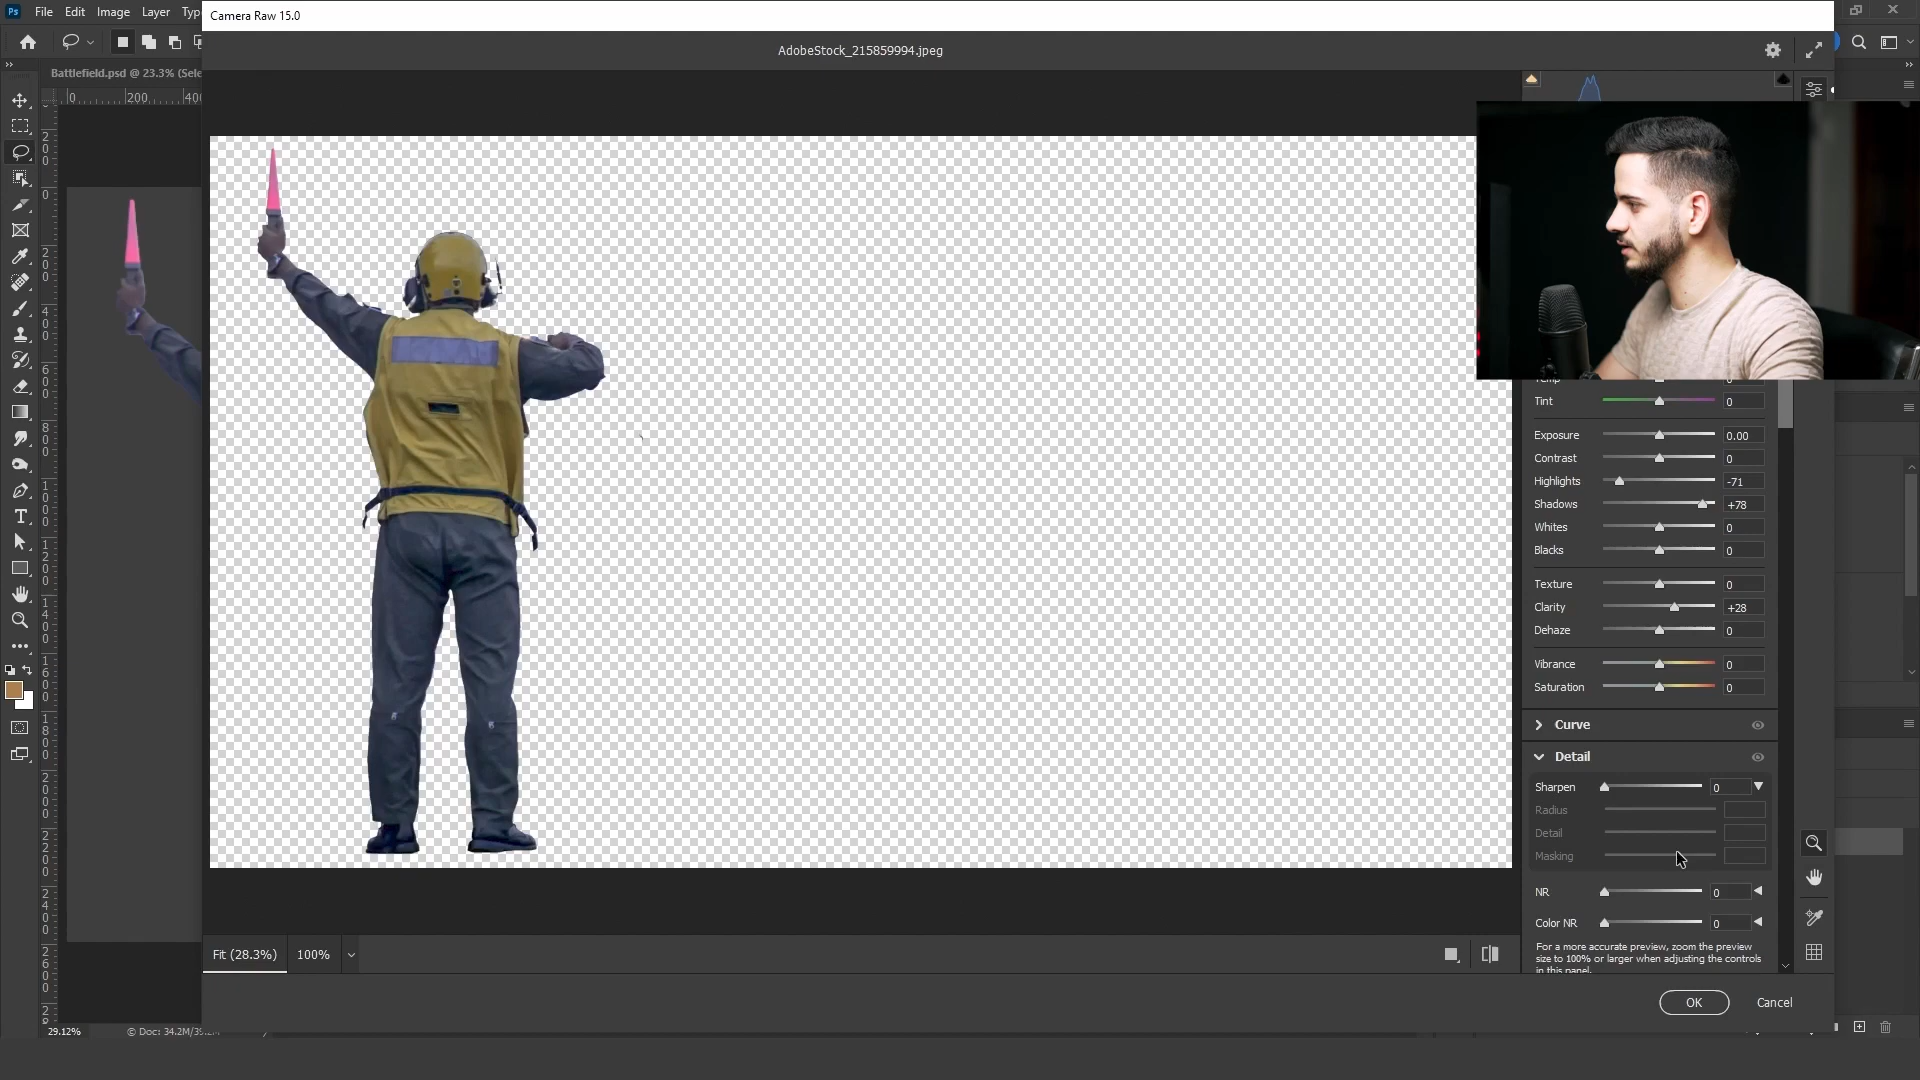 Ps File Edit Image Layer Typ
Camera Raw 15.0
AdobeStock_215859994.jpeg
Battlefield.psd @ 23.3% (Sele
0 200 400
Tint 0
Exposure 0.00
Contrast 0
Highlights -71
Shadows +78
Whites 0
Blacks 0
Texture 0
Clarity +28
Dehaze 0
Vibrance 0
Saturation 0
Curve
Detail
Sharpen 0
Radius
Detail
Masking
NR 0
Color NR 0
For a more accurate preview, zoom the preview
size to 100% or larger when adjusting the controls
in this panel.
Fit (28.3%) 100%
OK Cancel
29.12% © Doc: 34.2M/